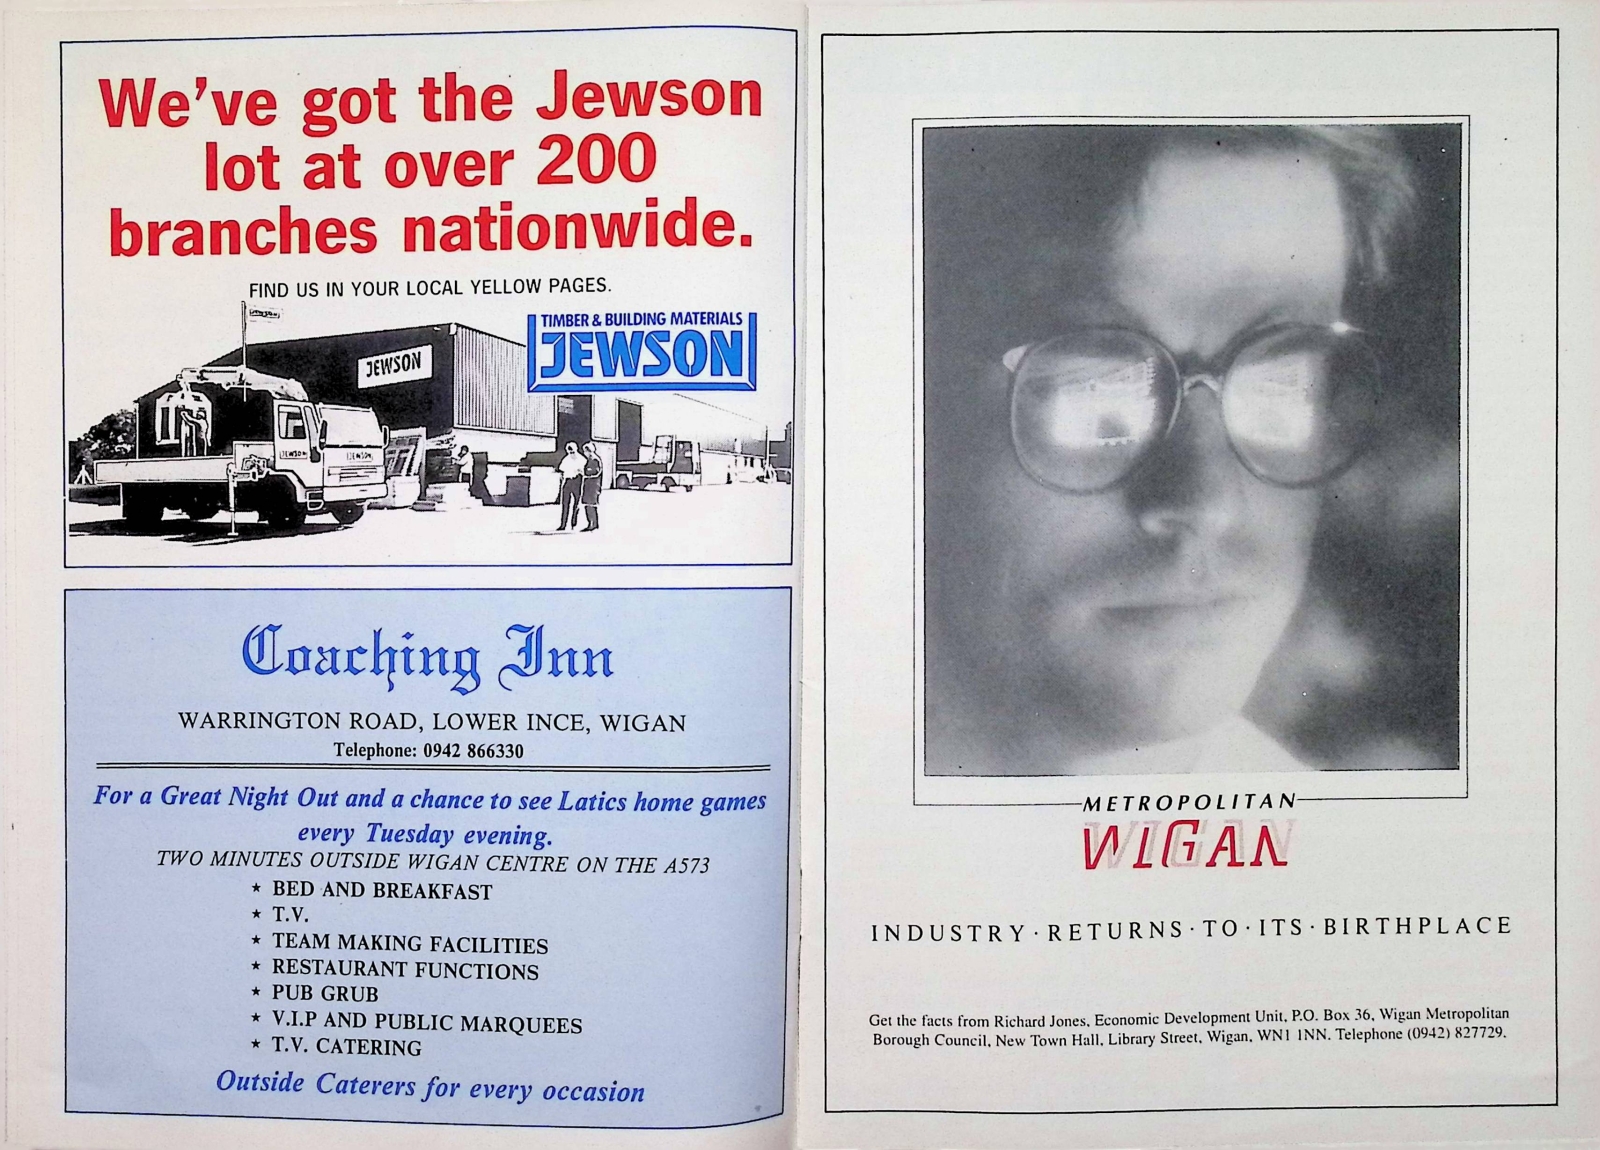 We've got the Jewson
lot at over 200
branches nationwide.
FIND US IN YOUR LOCAL YELLOW PAGES.
TIMBER & BUILDING MATERIALS
JEWSON
JEWSON
JEWSON
JEWSON
JEWSON
Coaching Inn
WARRINGTON ROAD, LOWER INCE, WIGAN
Telephone: 0942 866330
For a Great Night Out and a chance to see Latics home games
every Tuesday evening.
TWO MINUTES OUTSIDE WIGAN CENTRE ON THE A573
★ BED AND BREAKFAST
★ T.V.
★ TEAM MAKING FACILITIES
★ RESTAURANT FUNCTIONS
★ PUB GRUB
★ V.I.P AND PUBLIC MARQUEES
★ T.V. CATERING
Outside Caterers for every occasion
METROPOLITAN
WIGAN
INDUSTRY · RETURNS · TO · ITS · BIRTHPLACE
Get the facts from Richard Jones, Economic Development Unit, P.O. Box 36, Wigan Metropolitan
Borough Council, New Town Hall, Library Street, Wigan, WN1 1NN. Telephone (0942) 827729.